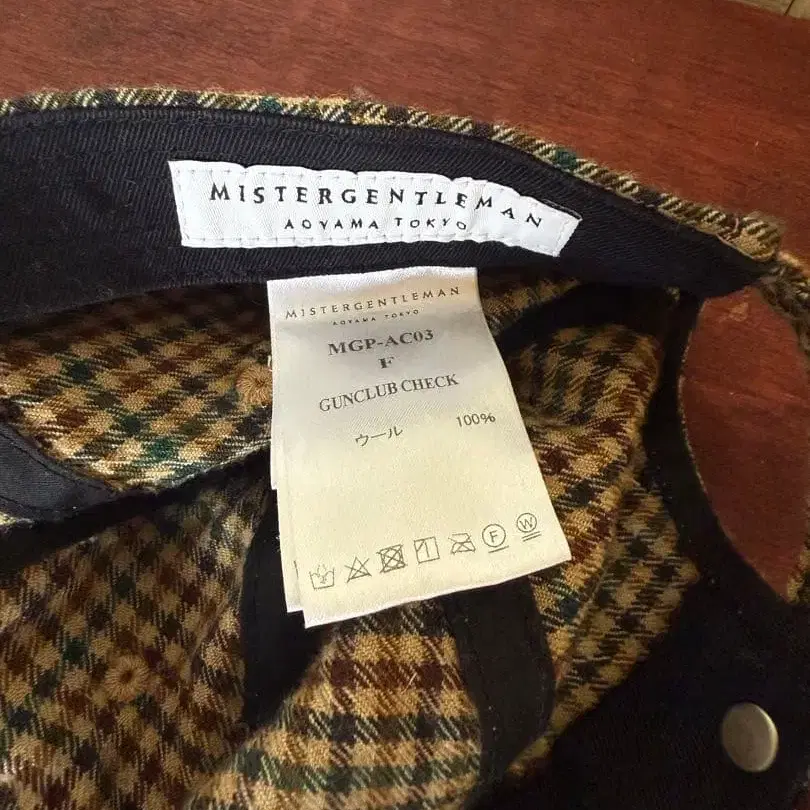 MISTERGENTLEMAN
AOYAMA TOKYO
MISTERGENTLEMAN
AOYAMA TOKYO
MGP-AC03
F
GUNCLUB CHECK
ウール 100%
F W